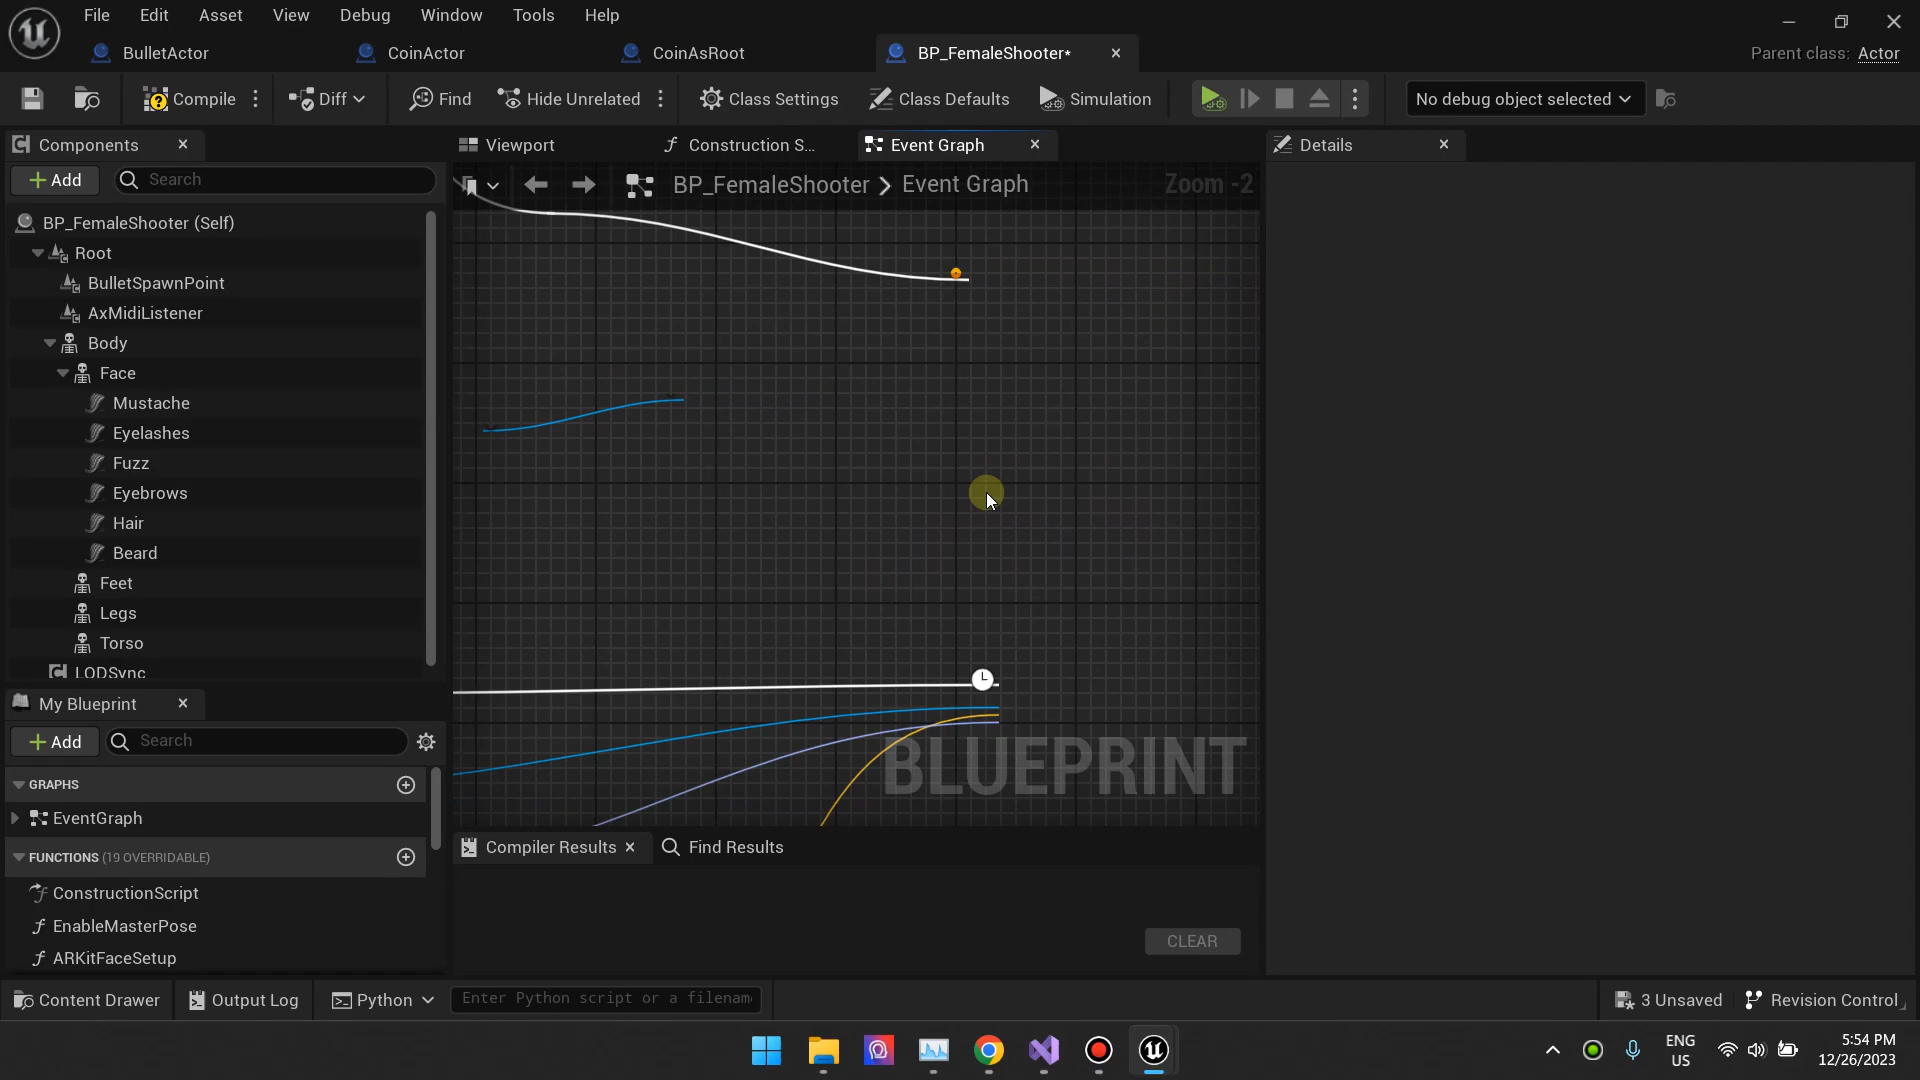 File Edit Asset View Debug Window Tools Help
BulletActor CoinActor CoinAsRoot BP_FemaleShooter* Parent class: Actor
Compile Diff Find Hide Unrelated Class Settings Class Defaults Simulation No debug object selected
Components Viewport Construction S... Event Graph Details
Add Search BP_FemaleShooter Event Graph Zoom -2
BP_FemaleShooter (Self)
Root
BulletSpawnPoint
AxMidiListener
Body
Face
Mustache
Eyelashes
Fuzz
Eyebrows
Hair
Beard
Feet
Legs
Torso
LODSync
BLUEPRINT
My Blueprint
Add Search
GRAPHS
EventGraph
FUNCTIONS (19 OVERRIDABLE)
ConstructionScript
EnableMasterPose
ARKitFaceSetup
Compiler Results Find Results
CLEAR
Content Drawer Output Log Python Enter Python script or a filenam 3 Unsaved Revision Control
ENG
US
5:54 PM
12/26/2023